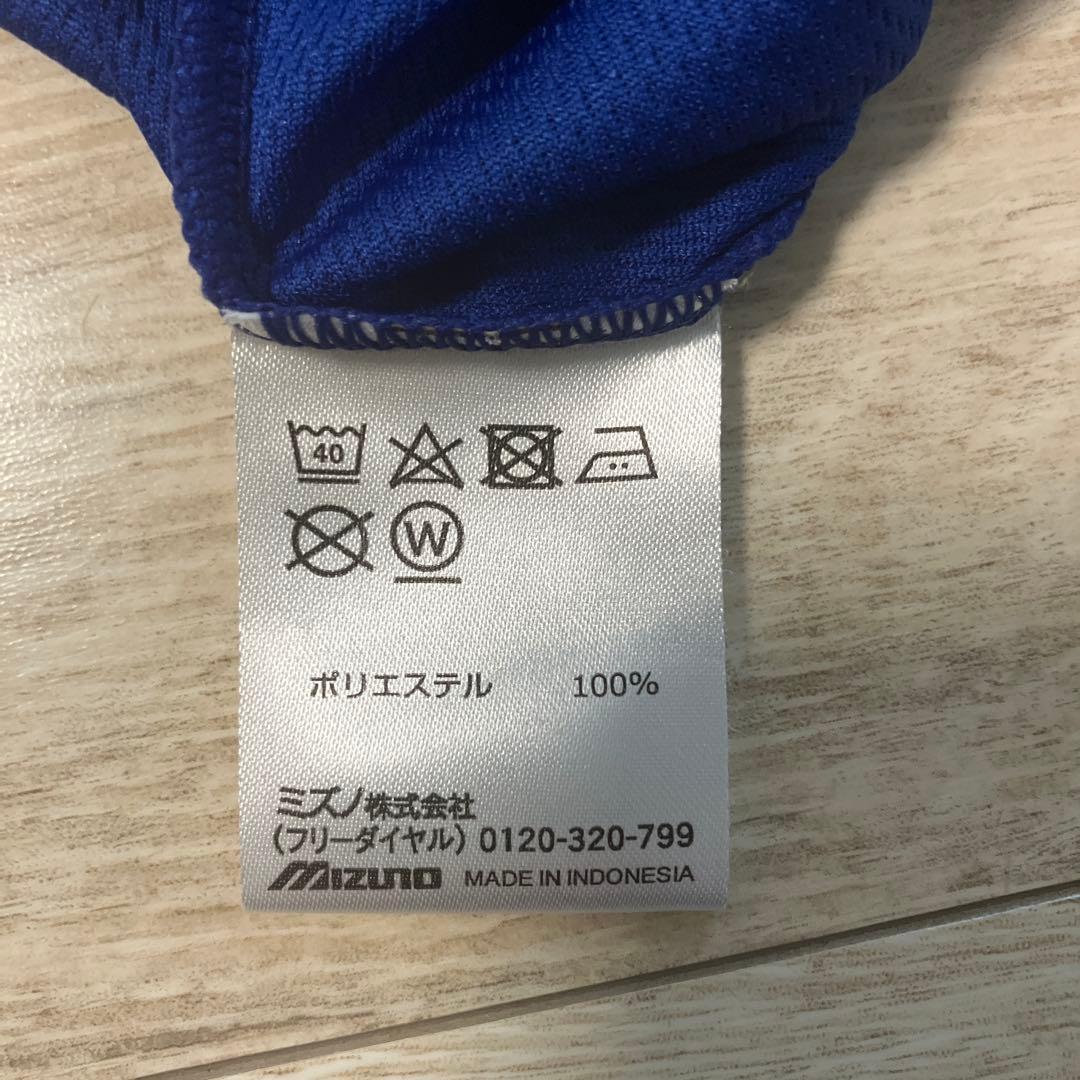 40
W
ポリエステル 100%
ミズノ株式会社
(フリーダイヤル) 0120-320-799
MIZUNO MADE IN INDONESIA